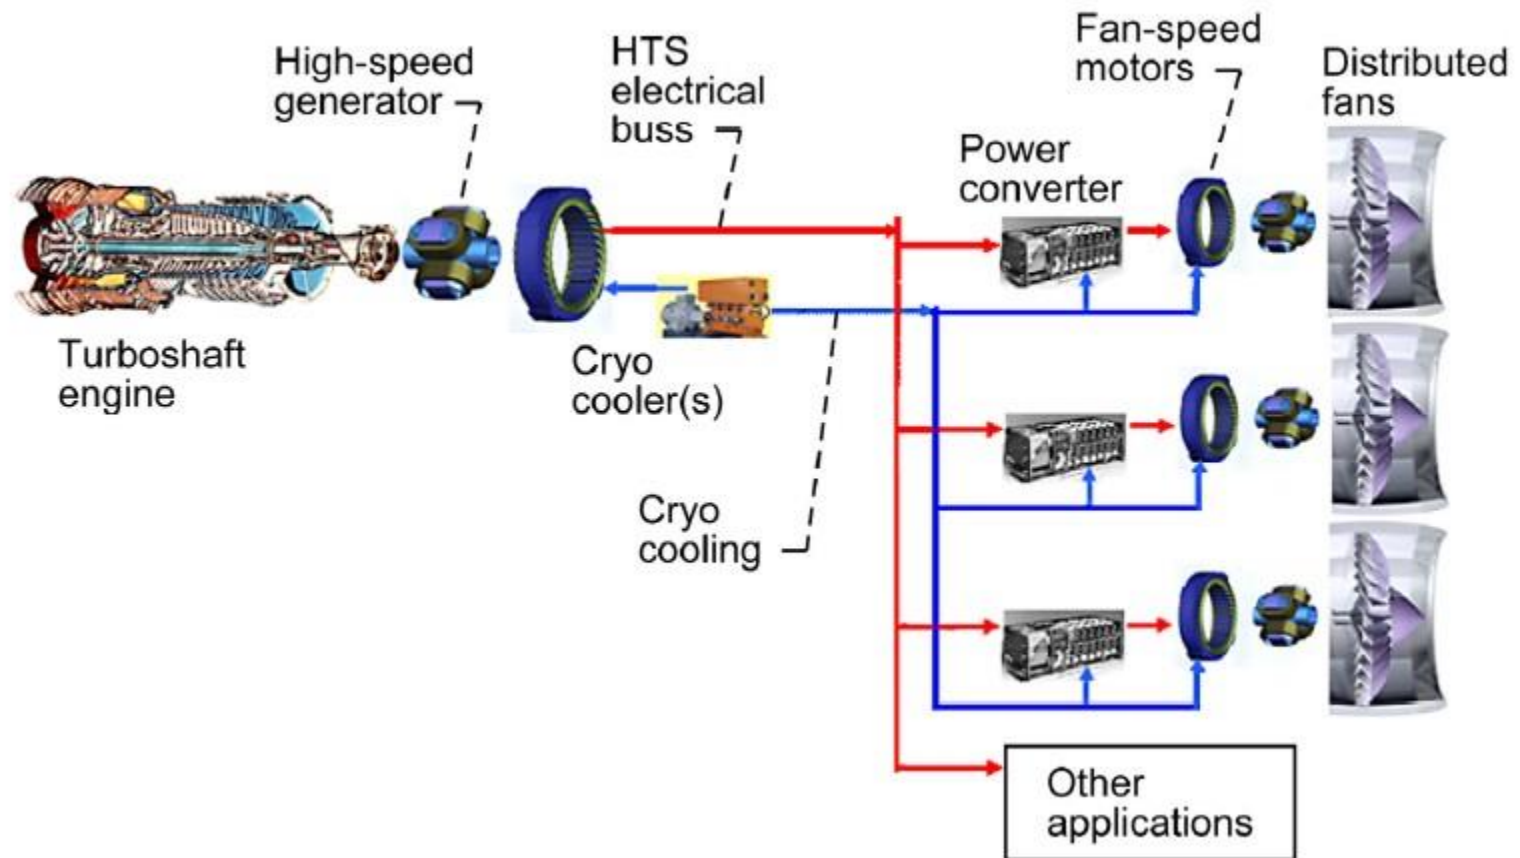 High-speed
generator
HTS
electrical
buss
Fan-speed
motors
Distributed
fans
Power
converter
Turboshaft
engine
Cryo
cooler(s)
Cryo
cooling
Other
applications